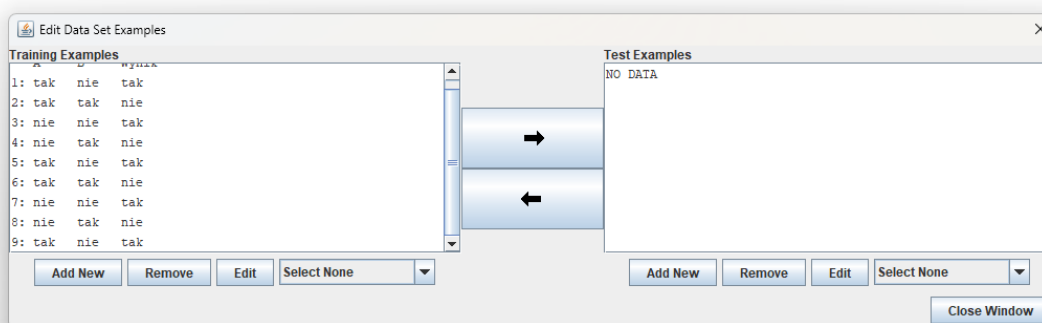 Edit Data Set Examples
Training Examples
A B Wynik
1: tak nie tak
2: tak tak nie
3: nie nie tak
4: nie tak nie
5: tak nie tak
6: tak tak nie
7: nie nie tak
8: nie tak nie
9: tak nie tak
Add New Remove Edit Select None
Test Examples
NO DATA
Add New Remove Edit Select None
Close Window